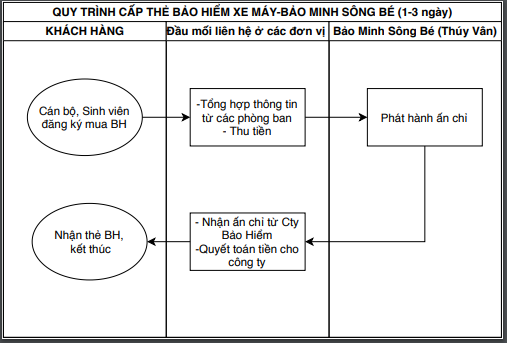 QUY TRÌNH CẤP THẺ BẢO HIỂM XE MÁY-BẢO MINH SÔNG BÉ (1-3 ngày)
KHÁCH HÀNG
Đầu mối liên hệ ở các đơn vị
Bảo Minh Sông Bé (Thúy Vân)
Cán bộ, Sinh viên
đăng ký mua BH
-Tổng hợp thông tin
từ các phòng ban
- Thu tiền
Phát hành ấn chỉ
- Nhận ấn chỉ từ Cty
Bảo Hiểm
-Quyết toán tiền cho
công ty
Nhận thẻ BH,
kết thúc